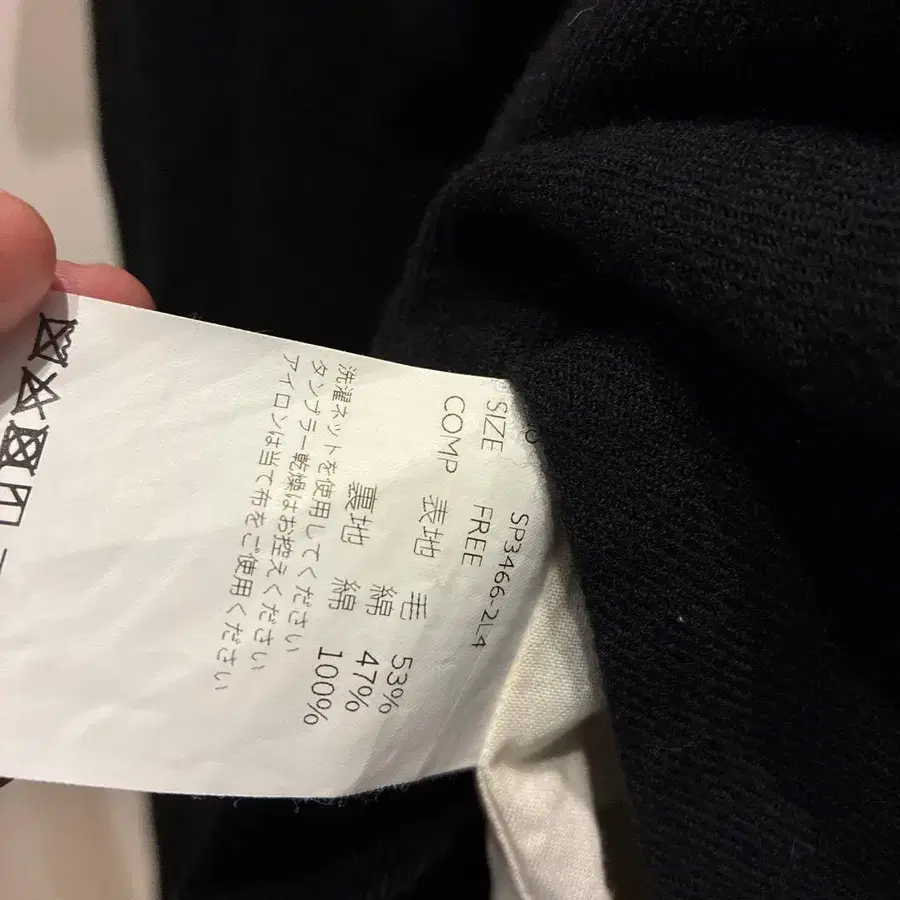 SP3466-2L4
SIZE FREE
COMP 表地 毛 53%
綿 47%
裏地 綿 100%
洗濯ネットを使用してください
タンブラー乾燥はお控えください
アイロンは当て布をご使用ください